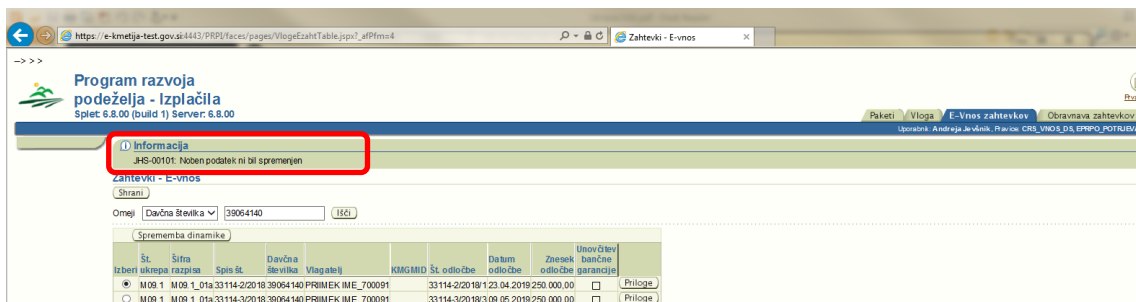 https://e-kmetija-test.gov.si:4443/PRPI/faces/pages/VlogeEzahtTable.jspx?_afPfm=4
Zahtevki - E-vnos
-> > >
Program razvoja
podeželja - Izplačila
Splet: 6.8.00 (build 1) Server: 6.8.00
Paketi Vloga E-Vnos zahtevkov Obravnava zahtevkov
Uporabnik: Andreja Jevšnik, Pravice: CRS_VNOS_DS, EPRPO_POTRJEVA
Informacija
JHS-00101: Noben podatek ni bil spremenjen
Zahtevki - E-vnos
Shrani
Omeji Davčna številka 39064140 Išči
Sprememba dinamike
Izberi Št. ukrepa Šifra razpisa Spis št. Davčna številka Vlagatelj KMGMID Št. odločbe Datum odločbe Znesek odločbe Unovčitev bančne garancije
M09.1 M09.1_01a 33114-2/2018 39064140 PRIIMEK IME_700091 33114-2/2018/1 23.04.2019 250.000,00 Priloge
M09.1 M09.1_01a 33114-3/2018 39064140 PRIIMEK IME_700091 33114-3/2018/3 09.05.2019 250.000,00 Priloge